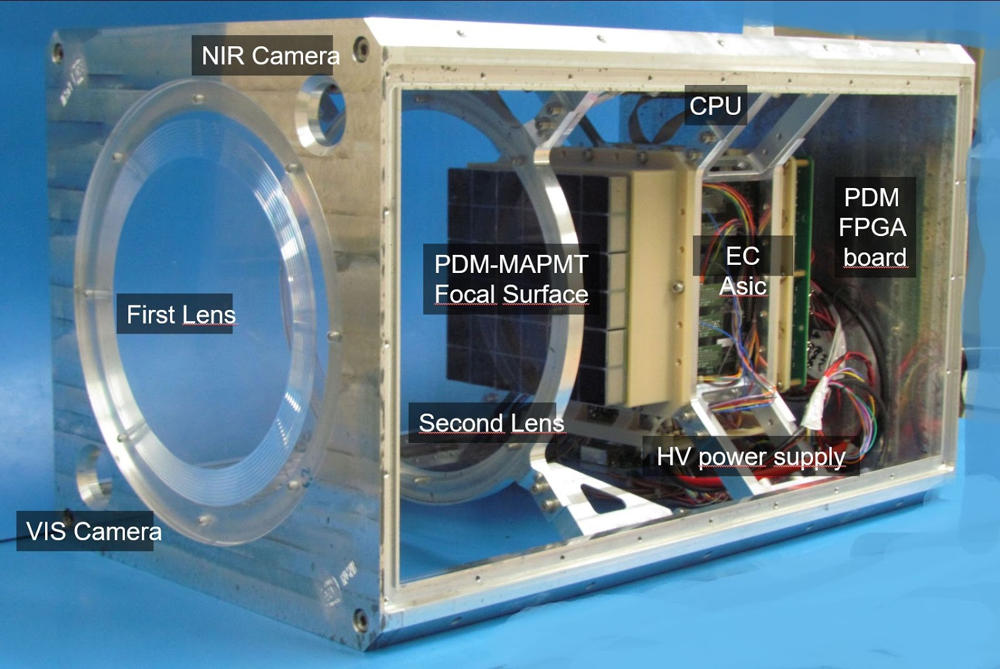 NIR Camera
CPU
PDM
FPGA
board
PDM-MAPMT
Focal Surface
EC
Asic
First Lens
Second Lens
HV power supply
VIS Camera